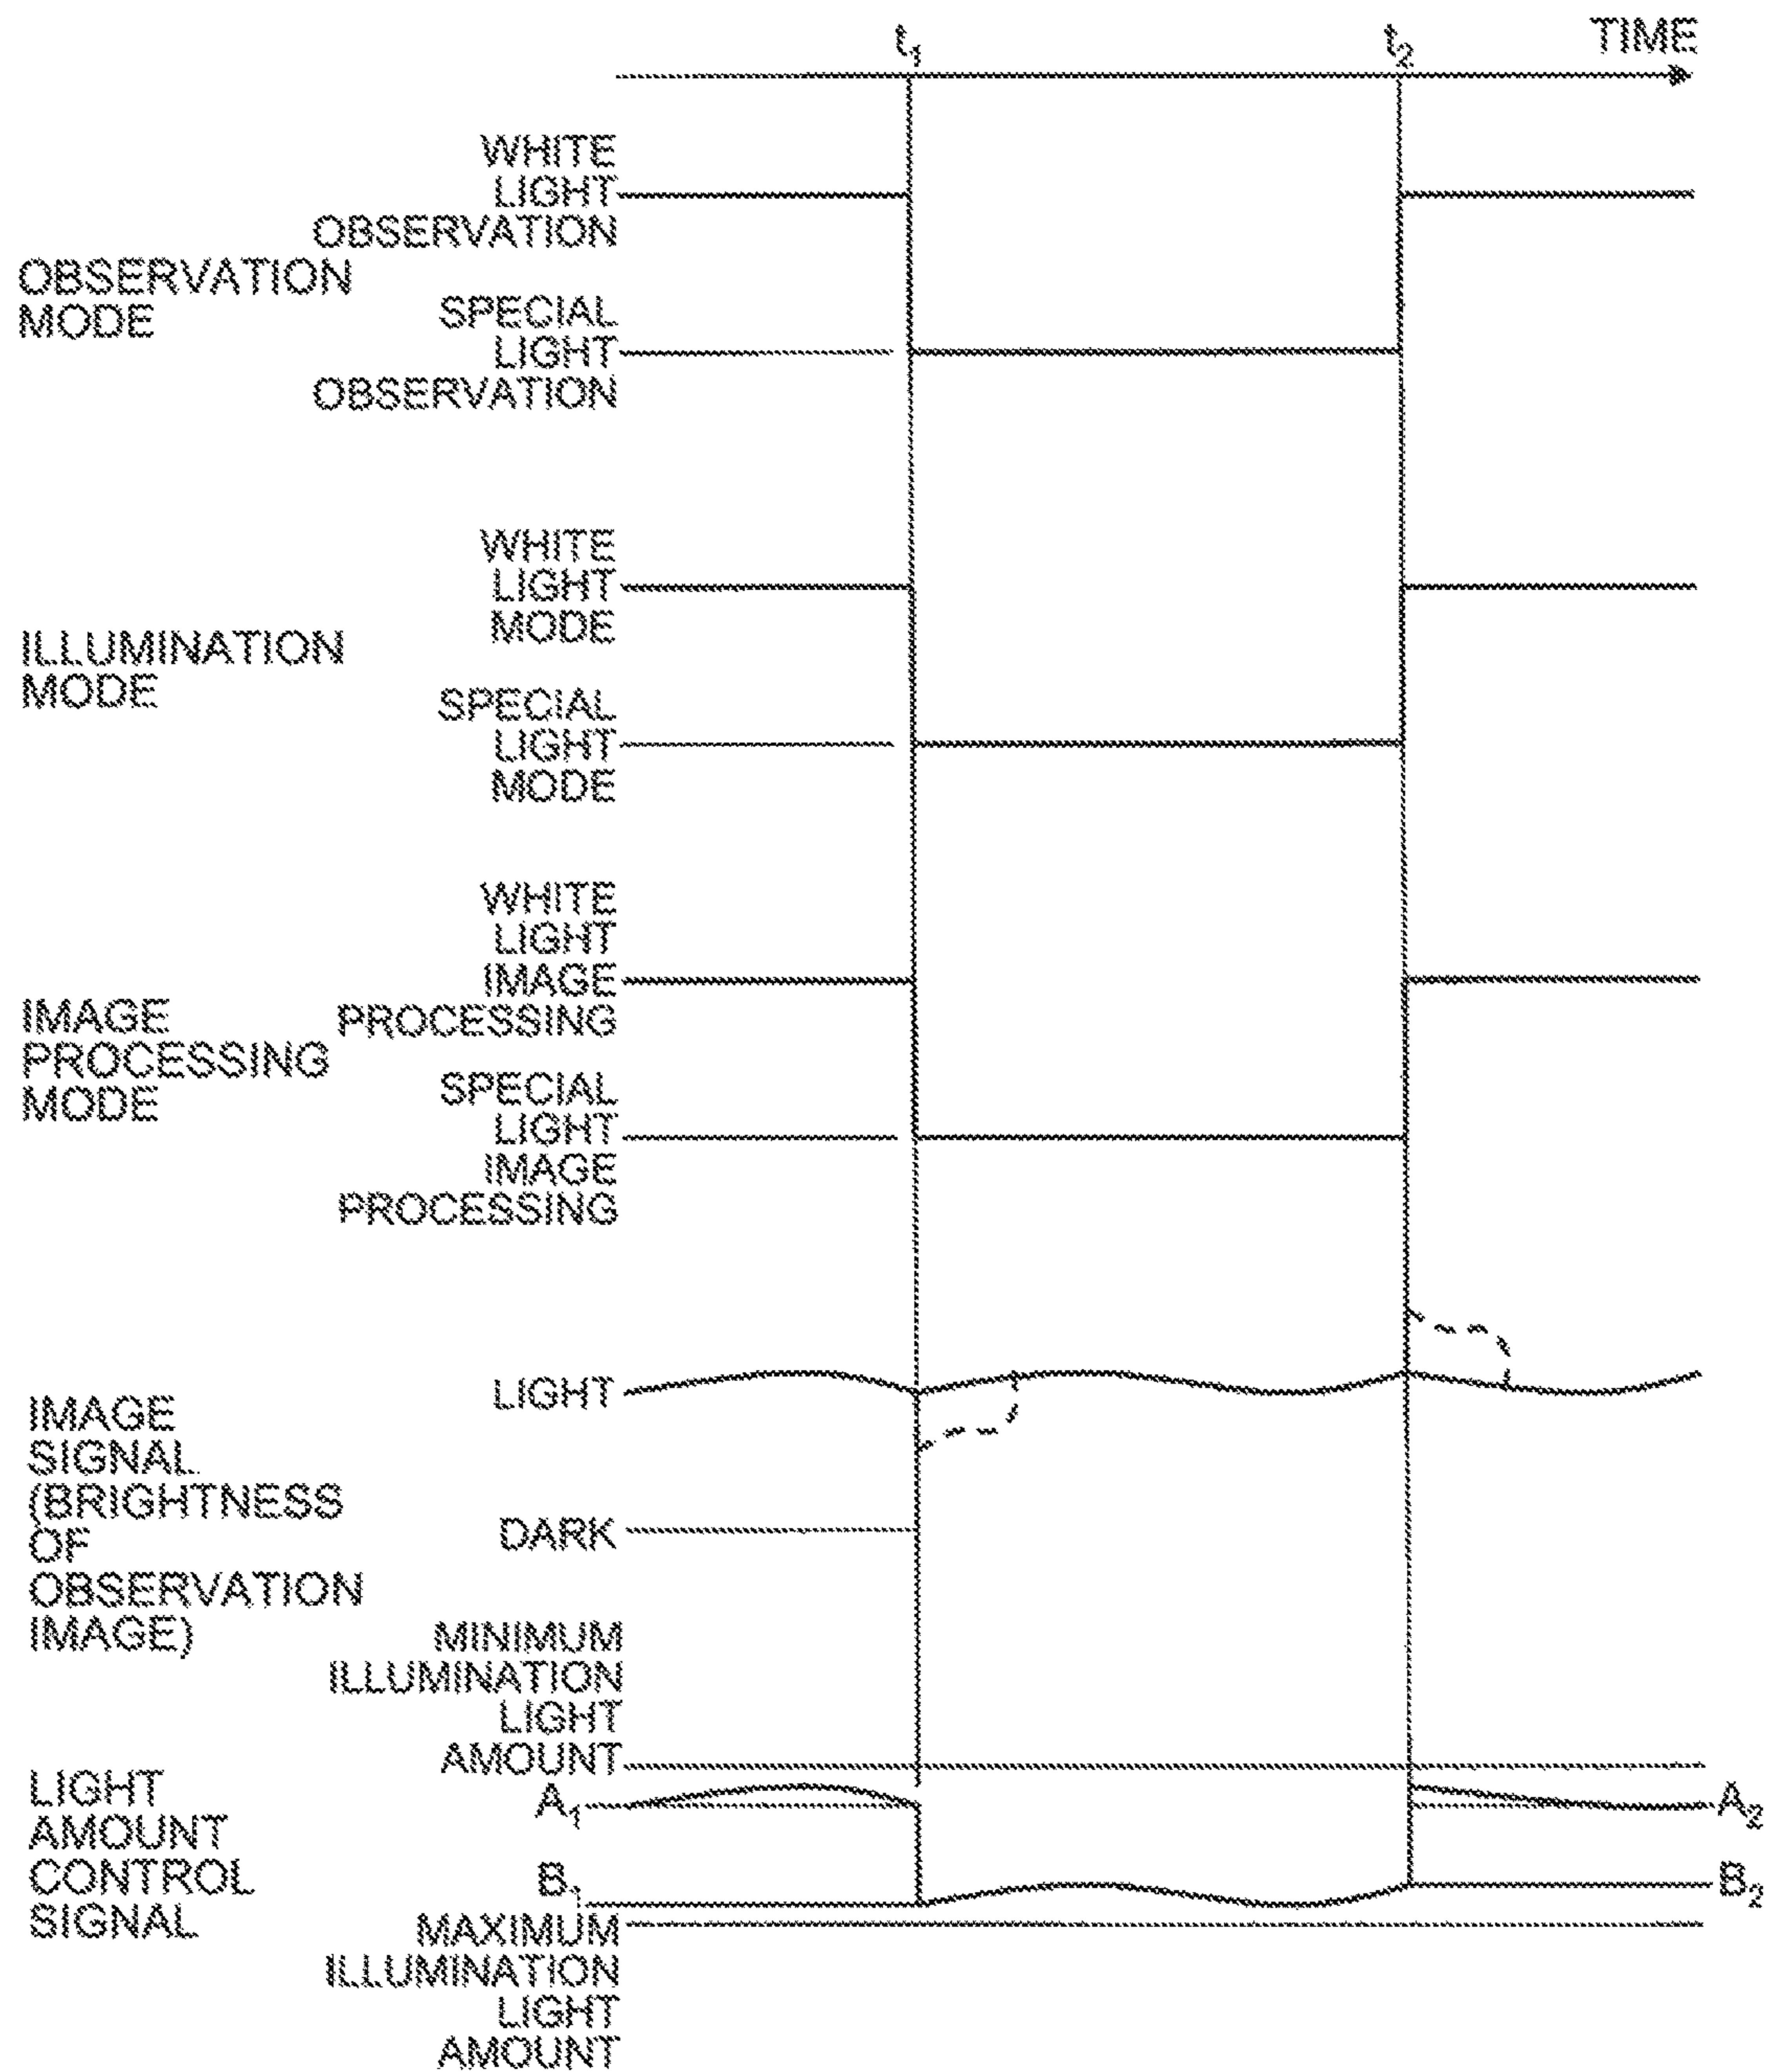 t1
t2
TIME
WHITE
LIGHT
OBSERVATION
OBSERVATION
MODE
SPECIAL
LIGHT
OBSERVATION
WHITE
LIGHT
MODE
ILLUMINATION
MODE
SPECIAL
LIGHT
MODE
WHITE
LIGHT
IMAGE
PROCESSING
IMAGE
PROCESSING
MODE
SPECIAL
LIGHT
IMAGE
PROCESSING
LIGHT
IMAGE
SIGNAL
(BRIGHTNESS
OF
OBSERVATION
IMAGE)
DARK
MINIMUM
ILLUMINATION
LIGHT
AMOUNT
LIGHT
AMOUNT
CONTROL
SIGNAL
A1
A2
B1
B2
MAXIMUM
ILLUMINATION
LIGHT
AMOUNT